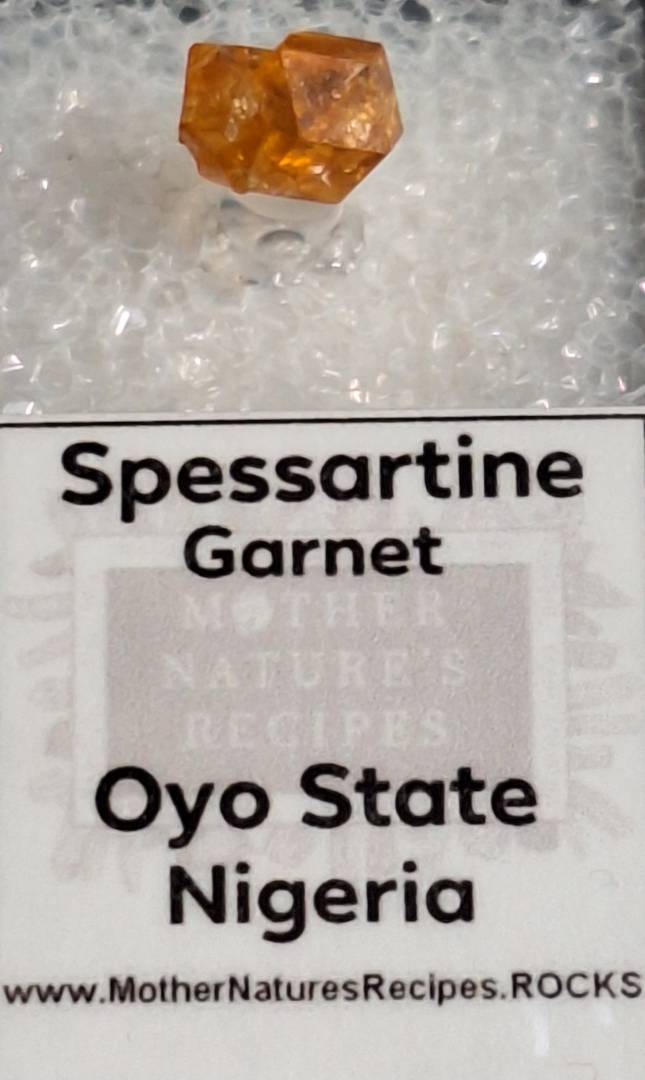 Spessartine
Garnet
MOTHER
NATURE'S
RECIPES
Oyo State
Nigeria
www.MotherNaturesRecipes.ROCKS